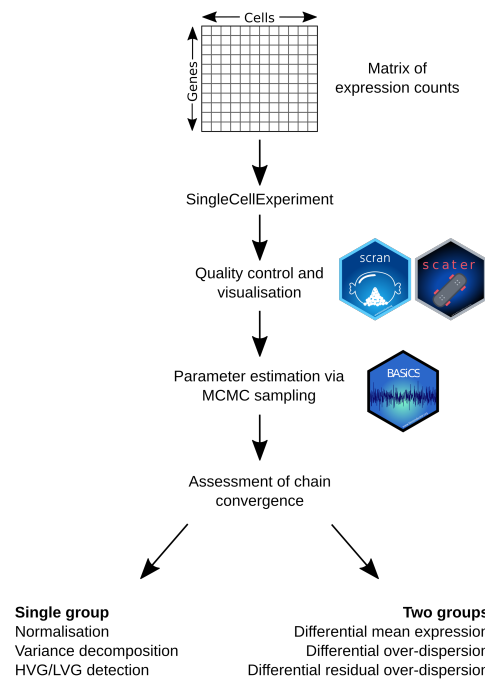 Cells
Genes
Matrix of
expression counts
SingleCellExperiment
Quality control and
visualisation
scran
scater
Parameter estimation via
MCMC sampling
BASiCS
Assessment of chain
convergence
Single group
Normalisation
Variance decomposition
HVG/LVG detection
Two groups
Differential mean expression
Differential over-dispersion
Differential residual over-dispersion